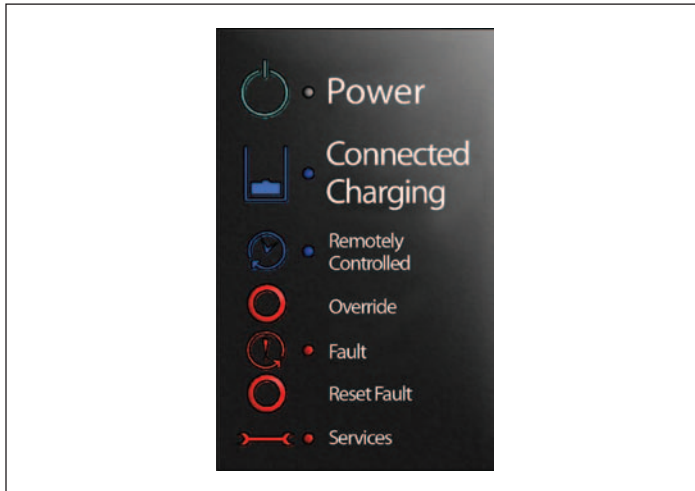 Power
Connected
Charging
Remotely
Controlled
Override
Fault
Reset Fault
Services